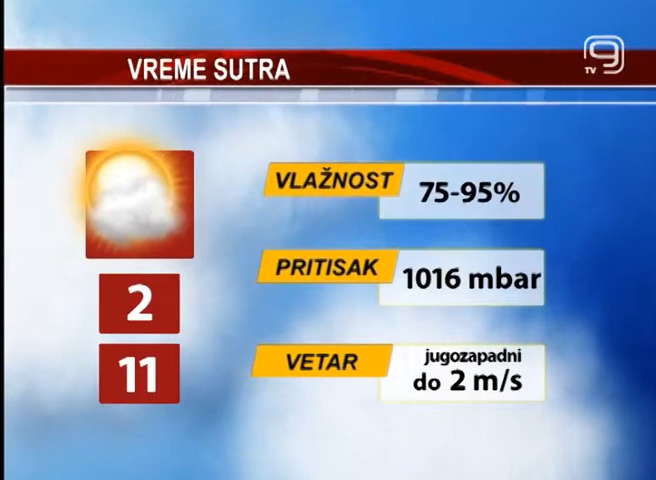 VREME SUTRA
9
TV
VLAŽNOST
75-95%
PRITISAK
1016 mbar
2
11
VETAR
jugozapadni
do 2 m/s